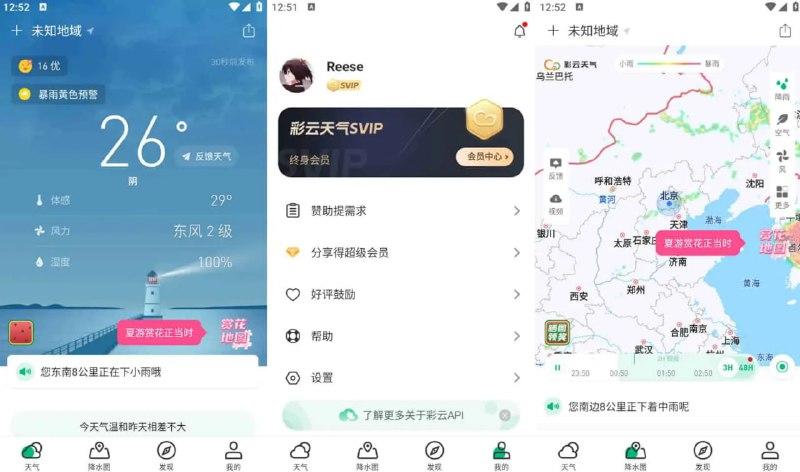 12:52
未知地域
16 优
30秒前发布
暴雨黄色预警
26°
反馈天气
阴
体感
29°
风力
东风 2 级
湿度
100%
夏游赏花正当时
赏花地图
您东南8公里正在下小雨哦
今天气温和昨天相差不大
天气
降水图
发现
我的
12:51
Reese
SVIP
彩云天气SVIP
终身会员
会员中心
赞助提需求
分享得超级会员
好评鼓励
帮助
设置
了解更多关于彩云API
天气
降水图
发现
我的
12:52
未知地域
彩云天气
小雨
暴雨
乌兰巴托
降雨
空气
风
更多
反馈
视频
呼和浩特
黄河
北京
沈阳
天津
渤海
银川
太原
石家庄
济南
夏游赏花正当时
赏花地图
黄海
西安
郑州
合肥
南京
上海
武汉
杭州
东海
晒图领奖
23:50
00:51
01:50
02:50
3H
48H
您南边8公里正下着中雨呢
天气
降水图
发现
我的